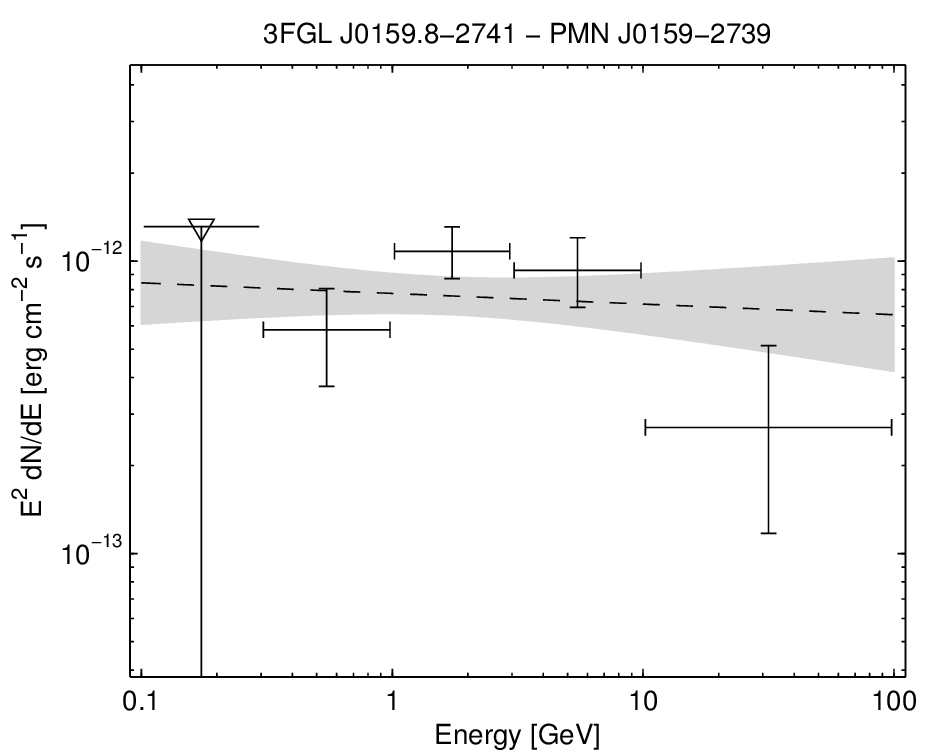 3FGL J0159.8−2741 − PMN J0159−2739
E² dN/dE [erg cm⁻² s⁻¹]
10⁻¹²
10⁻¹³
0.1 1 10 100
Energy [GeV]